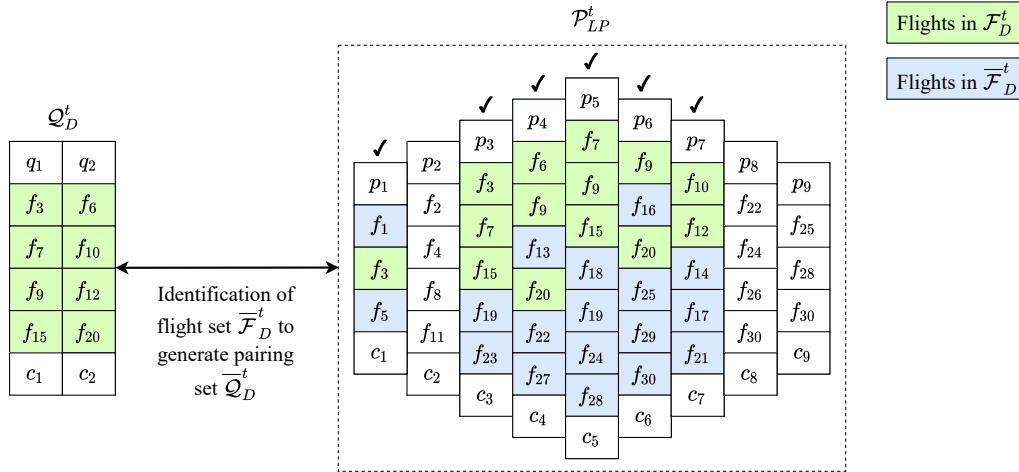 𝒫ᵗ_LP
Flights in ℱᵗ_D
Flights in ℱ̅ᵗ_D
𝒬ᵗ_D
q₁ q₂
f₃ f₆
f₇ f₁₀
f₉ f₁₂
f₁₅ f₂₀
c₁ c₂
Identification of
flight set ℱ̅ᵗ_D to
generate pairing
set 𝒬̅ᵗ_D
✓ ✓ ✓ ✓ ✓ ✓
p₁
f₁
f₃
f₅
c₁
p₂
f₂
f₄
f₈
f₁₁
c₂
p₃
f₃
f₇
f₁₅
f₁₉
f₂₃
c₃
p₄
f₆
f₉
f₁₃
f₂₀
f₂₂
f₂₇
c₄
p₅
f₇
f₉
f₁₅
f₁₈
f₁₉
f₂₄
f₂₈
c₅
p₆
f₉
f₁₆
f₂₀
f₂₅
f₂₉
f₃₀
c₆
p₇
f₁₀
f₁₂
f₁₄
f₁₇
f₂₁
c₇
p₈
f₂₂
f₂₄
f₂₆
f₃₀
c₈
p₉
f₂₅
f₂₈
f₃₀
c₉